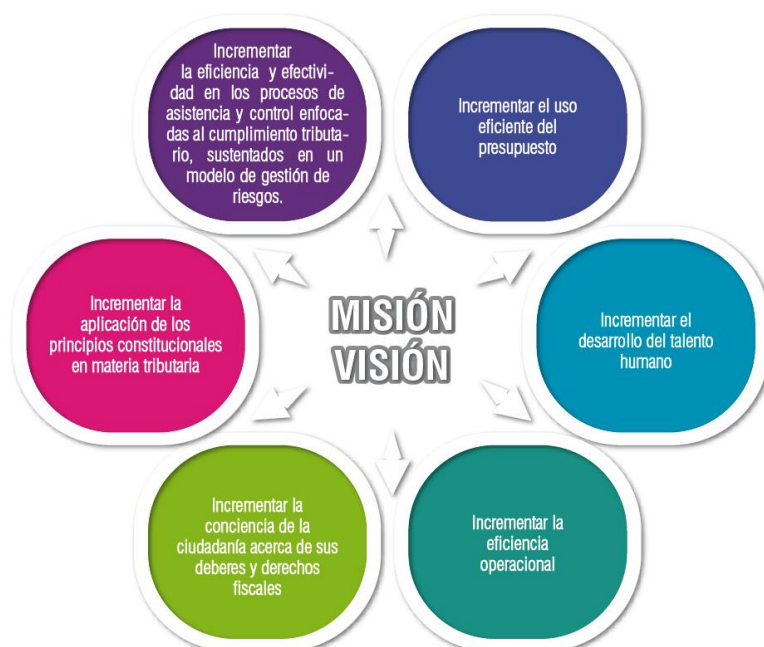 Incrementar
la eficiencia y efectivi-
dad en los procesos de
asistencia y control enfoca-
das al cumplimiento tributa-
rio, sustentados en un
modelo de gestión de
riesgos.
Incrementar el uso
eficiente del
presupuesto
Incrementar la
aplicación de los
principios constitucionales
en materia tributaria
MISIÓN
VISIÓN
Incrementar el
desarrollo del talento
humano
Incrementar la
conciencia de la
ciudadanía acerca de sus
deberes y derechos
fiscales
Incrementar la
eficiencia
operacional